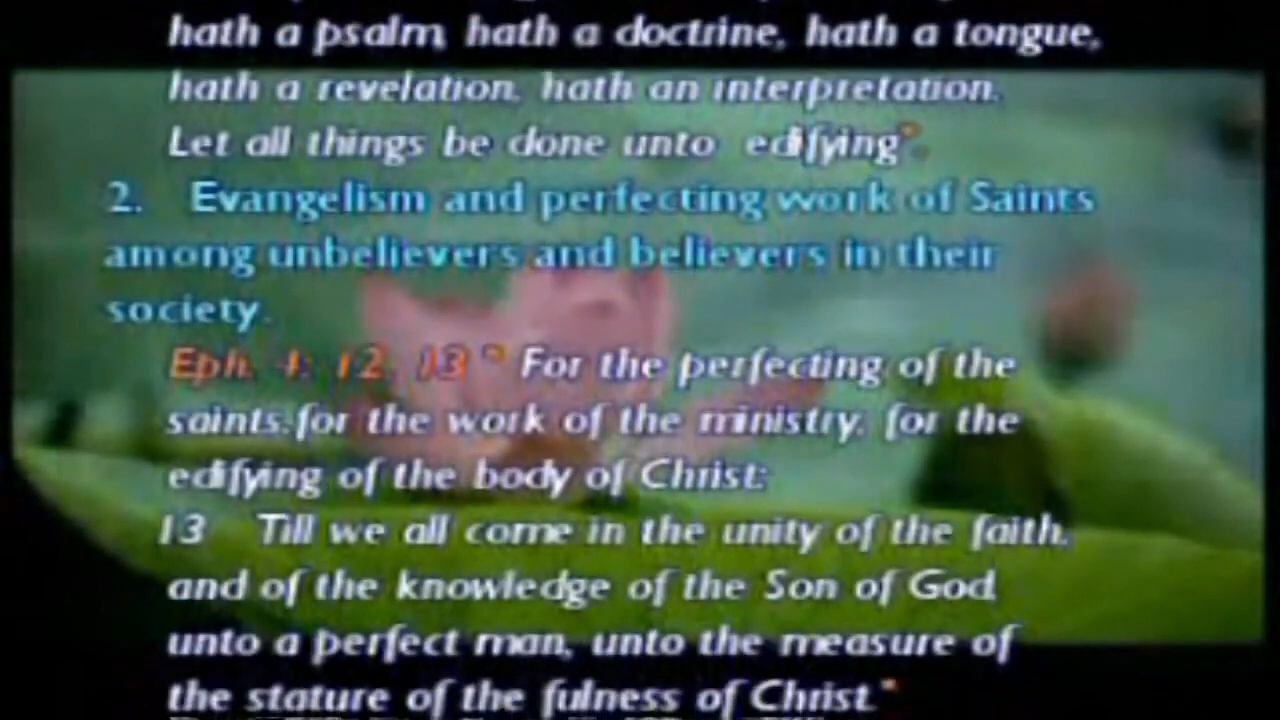 hath a psalm, hath a doctrine, hath a tongue,
hath a revelation, hath an interpretation.
Let all things be done unto edifying".
2. Evangelism and perfecting work of Saints
among unbelievers and believers in their
society.
Eph. 4: 12, 13 " For the perfecting of the
saints,for the work of the ministry, for the
edifying of the body of Christ:
13 Till we all come in the unity of the faith,
and of the knowledge of the Son of God,
unto a perfect man, unto the measure of
the stature of the fulness of Christ."